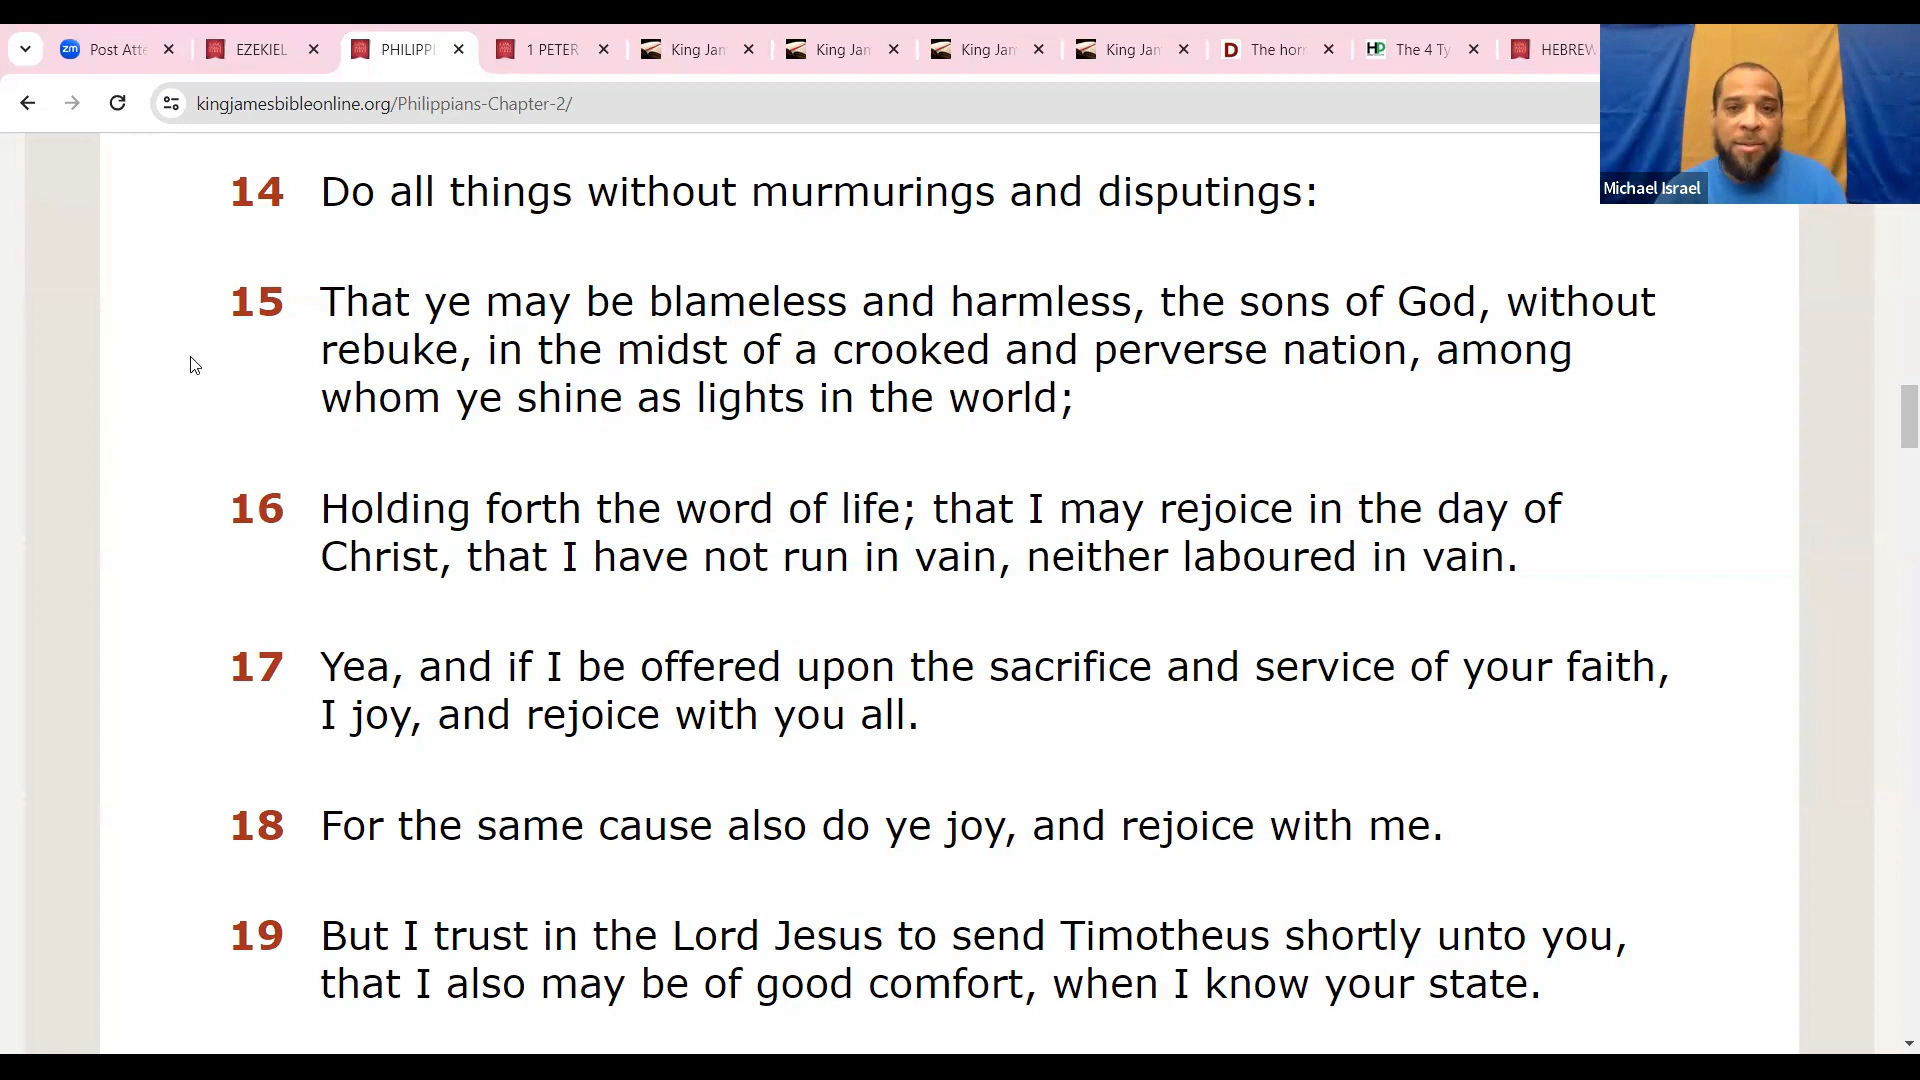 zm Post Atte
EZEKIEL
PHILIPPI
1 PETER
King Jam
King Jam
King Jam
King Jam
D The horr
HP The 4 Ty
HEBREW
kingjamesbibleonline.org/Philippians-Chapter-2/
Michael Israel
14 Do all things without murmurings and disputings:
15 That ye may be blameless and harmless, the sons of God, without
rebuke, in the midst of a crooked and perverse nation, among
whom ye shine as lights in the world;
16 Holding forth the word of life; that I may rejoice in the day of
Christ, that I have not run in vain, neither laboured in vain.
17 Yea, and if I be offered upon the sacrifice and service of your faith,
I joy, and rejoice with you all.
18 For the same cause also do ye joy, and rejoice with me.
19 But I trust in the Lord Jesus to send Timotheus shortly unto you,
that I also may be of good comfort, when I know your state.